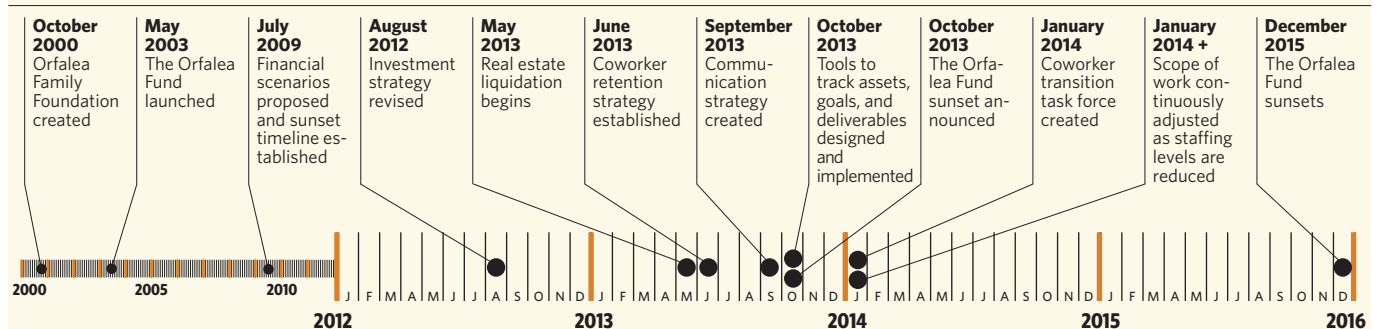 October
2000
Orfalea
Family
Foundation
created
May
2003
The Orfalea
Fund
launched
July
2009
Financial
scenarios
proposed
and sunset
timeline es-
tablished
August
2012
Investment
strategy
revised
May
2013
Real estate
liquidation
begins
June
2013
Coworker
retention
strategy
established
September
2013
Commu-
nication
strategy
created
October
2013
Tools to
track assets,
goals, and
deliverables
designed
and
implemented
October
2013
The Orfa-
lea Fund
sunset an-
nounced
January
2014
Coworker
transition
task force
created
January
2014 +
Scope of
work con-
tinuously
adjusted
as staffing
levels are
reduced
December
2015
The Orfalea
Fund
sunsets
2000 2005 2010
J F M A M J J A S O N D J F M A M J J A S O N D J F M A M J J A S O N D J F M A M J J A S O N D
2012 2013 2014 2015 2016